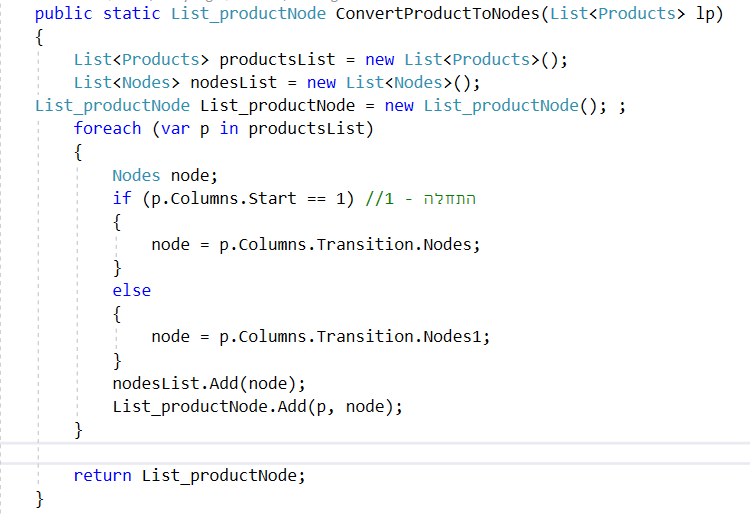 public static List_productNode ConvertProductToNodes(List<Products> lp)
{
List<Products> productsList = new List<Products>();
List<Nodes> nodesList = new List<Nodes>();
List_productNode List_productNode = new List_productNode(); ;
foreach (var p in productsList)
{
Nodes node;
if (p.Columns.Start == 1) //1 - התחלה
{
node = p.Columns.Transition.Nodes;
}
else
{
node = p.Columns.Transition.Nodes1;
}
nodesList.Add(node);
List_productNode.Add(p, node);
}
return List_productNode;
}